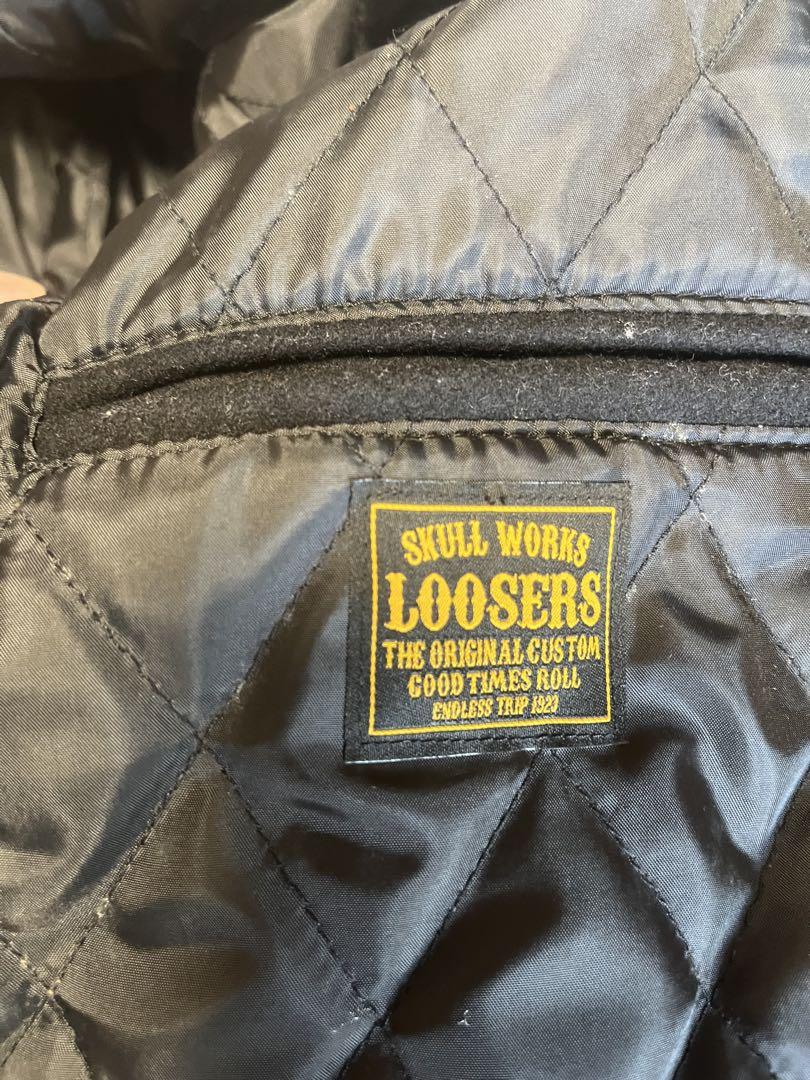 SKULL WORKS
LOOSERS
THE ORIGINAL CUSTOM
GOOD TIMES ROLL
ENDLESS TRIP 1923